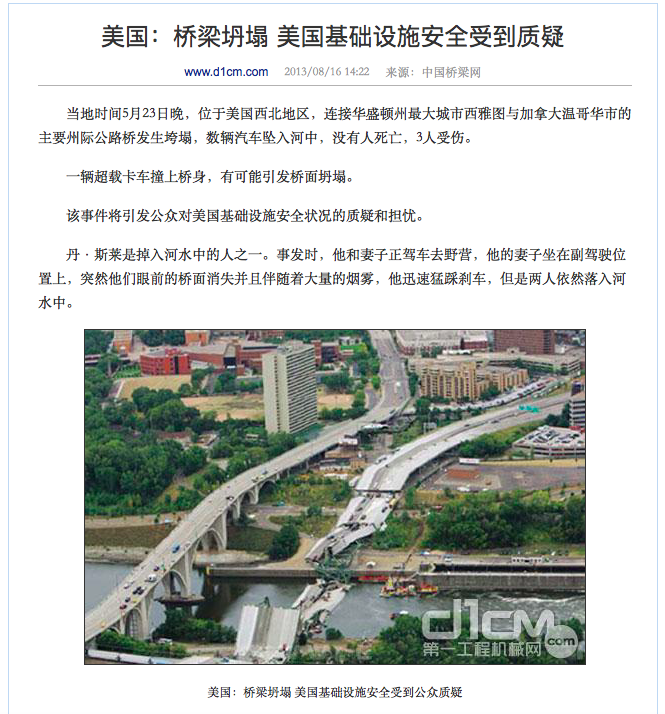 美国：桥梁坍塌 美国基础设施安全受到质疑
www.d1cm.com 2013/08/16 14:22 来源：中国桥梁网
当地时间5月23日晚，位于美国西北地区，连接华盛顿州最大城市西雅图与加拿大温哥华市的
主要州际公路桥发生垮塌，数辆汽车坠入河中，没有人死亡，3人受伤。
一辆超载卡车撞上桥身，有可能引发桥面坍塌。
该事件将引发公众对美国基础设施安全状况的质疑和担忧。
丹·斯莱是掉入河水中的人之一。事发时，他和妻子正驾车去野营，他的妻子坐在副驾驶位
置上，突然他们眼前的桥面消失并且伴随着大量的烟雾，他迅速猛踩刹车，但是两人依然落入河
水中。
d1cm.com
第一工程机械网
美国：桥梁坍塌 美国基础设施安全受到公众质疑